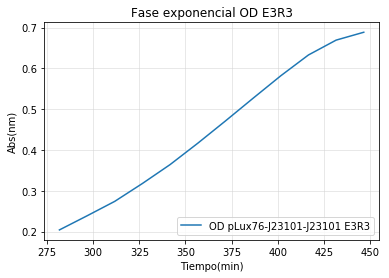 Fase exponencial OD E3R3
0.7
0.6
0.5
0.4
0.3
0.2
Abs(nm)
OD pLux76-J23101-J23101 E3R3
275 300 325 350 375 400 425 450
Tiempo(min)